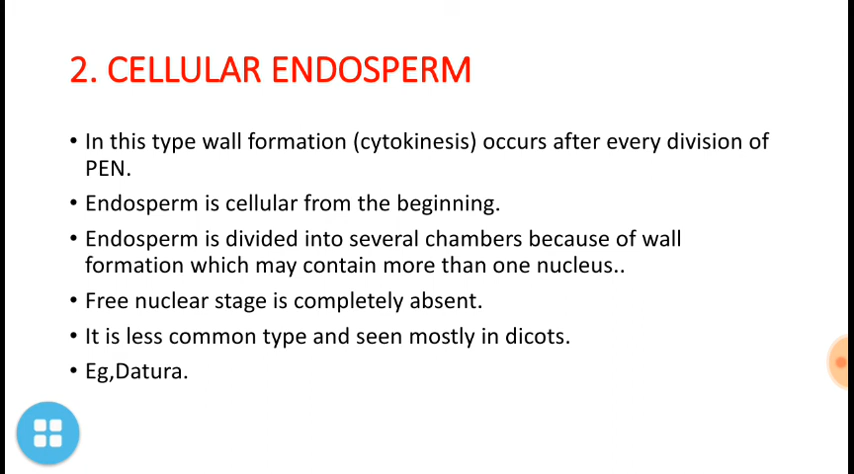 2. CELLULAR ENDOSPERM
• In this type wall formation (cytokinesis) occurs after every division of
PEN.
• Endosperm is cellular from the beginning.
• Endosperm is divided into several chambers because of wall
formation which may contain more than one nucleus..
• Free nuclear stage is completely absent.
• It is less common type and seen mostly in dicots.
• Eg,Datura.